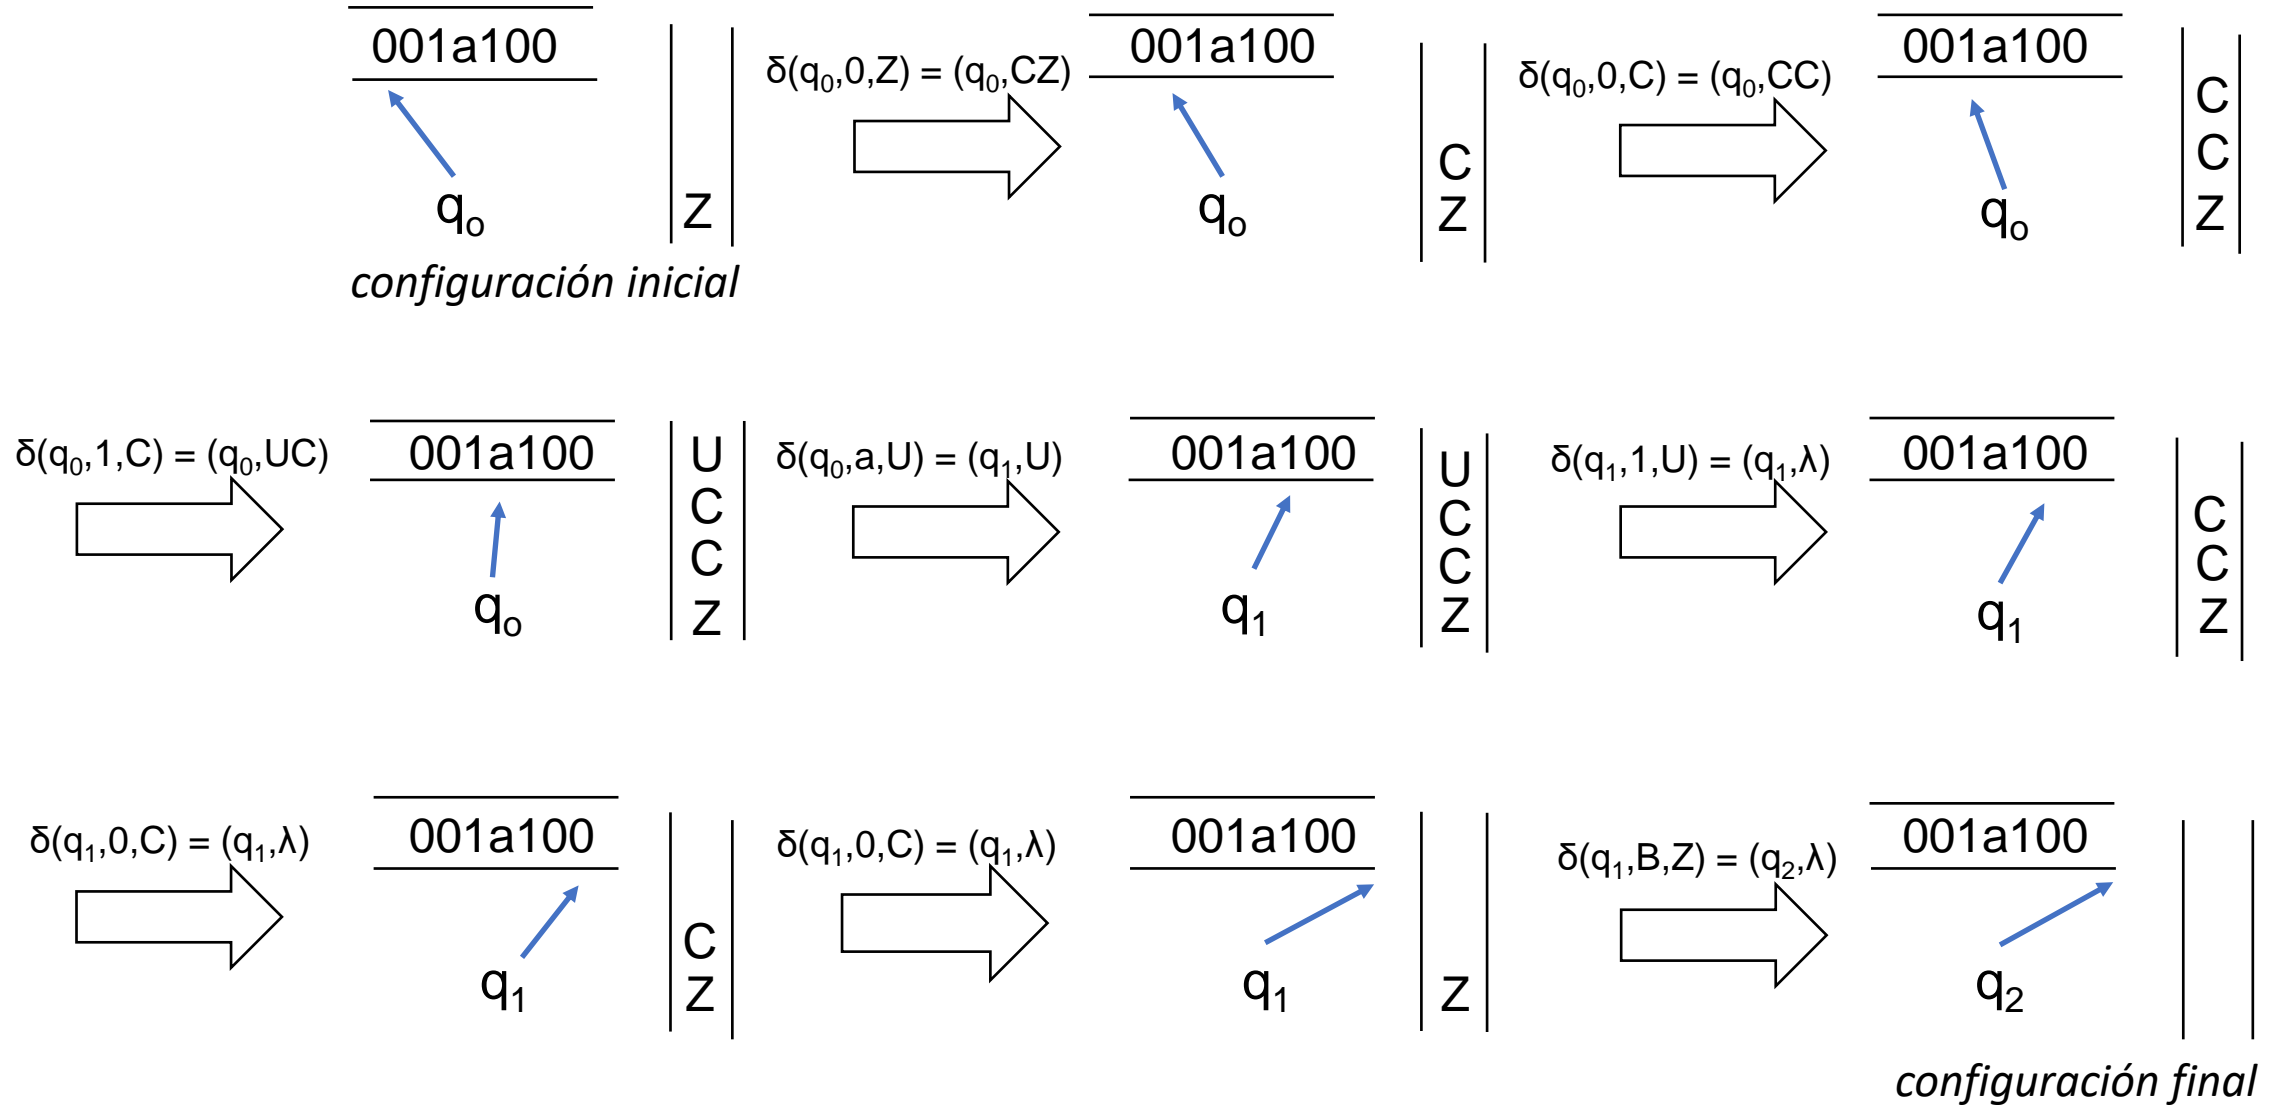 001a100
q₀
Z
configuración inicial
δ(q₀,0,Z) = (q₀,CZ)
001a100
q₀
C
Z
δ(q₀,0,C) = (q₀,CC)
001a100
q₀
C
C
Z
δ(q₀,1,C) = (q₀,UC)
001a100
q₀
U
C
C
Z
δ(q₀,a,U) = (q₁,U)
001a100
q₁
U
C
C
Z
δ(q₁,1,U) = (q₁,λ)
001a100
q₁
C
C
Z
δ(q₁,0,C) = (q₁,λ)
001a100
q₁
C
Z
δ(q₁,0,C) = (q₁,λ)
001a100
q₁
Z
δ(q₁,B,Z) = (q₂,λ)
001a100
q₂
configuración final